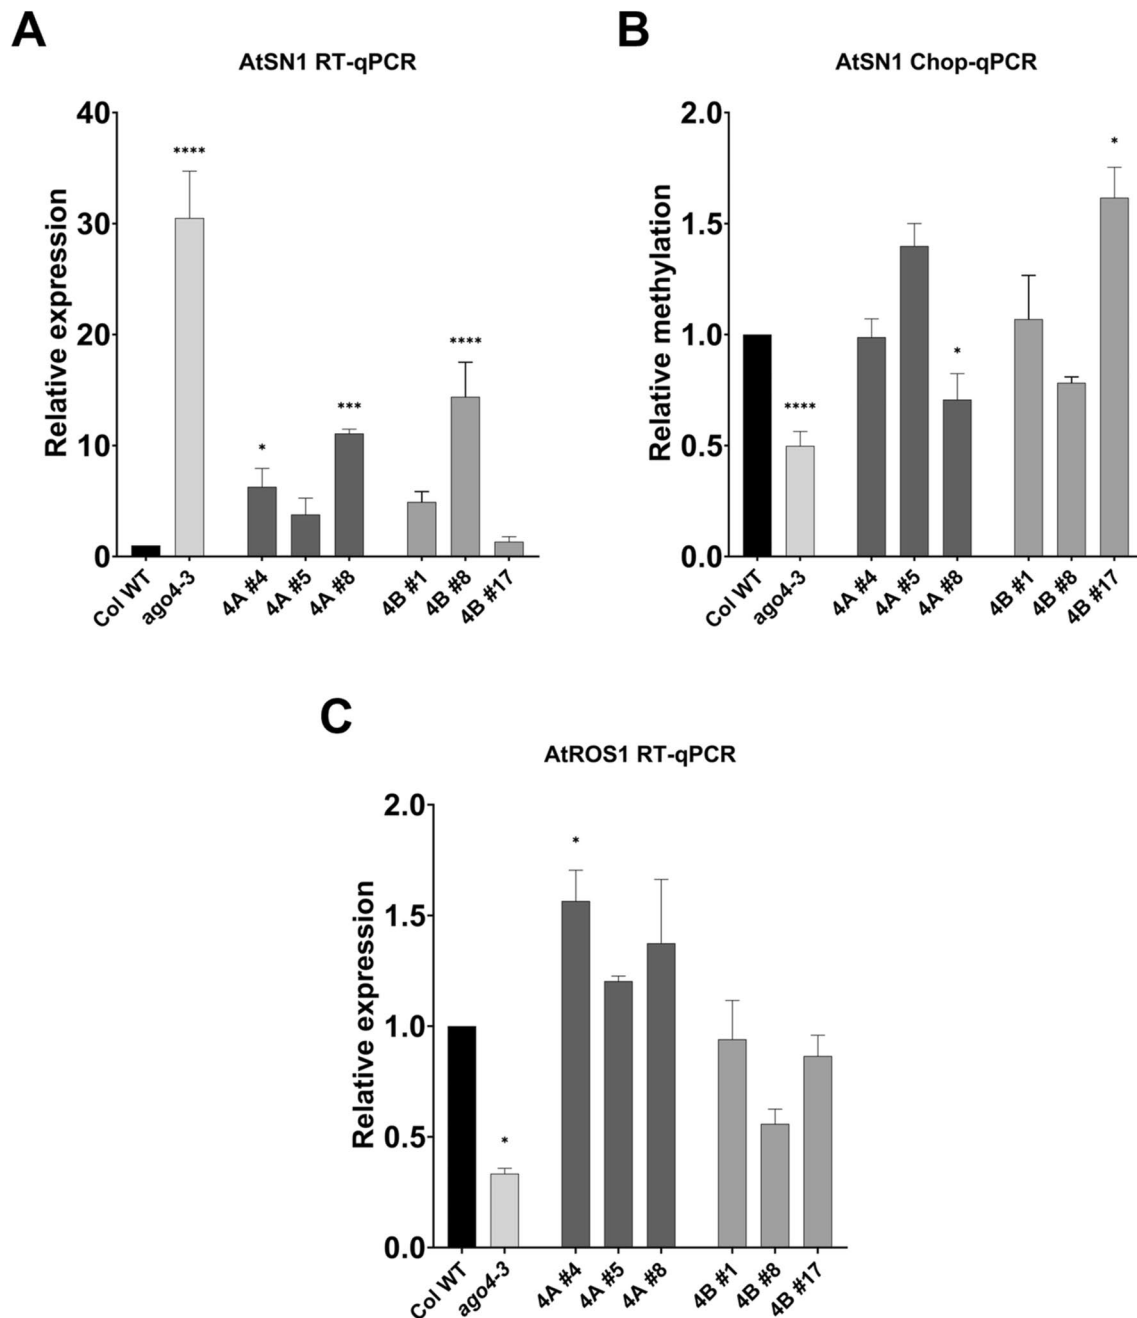 A
AtSN1 RT-qPCR
Relative expression
40
30
20
10
0
****
*
***
****
Col WT
ago4-3
4A #4
4A #5
4A #8
4B #1
4B #8
4B #17
B
AtSN1 Chop-qPCR
Relative methylation
2.0
1.5
1.0
0.5
0.0
****
*
*
Col WT
ago4-3
4A #4
4A #5
4A #8
4B #1
4B #8
4B #17
C
AtROS1 RT-qPCR
Relative expression
2.0
1.5
1.0
0.5
0.0
*
*
Col WT
ago4-3
4A #4
4A #5
4A #8
4B #1
4B #8
4B #17